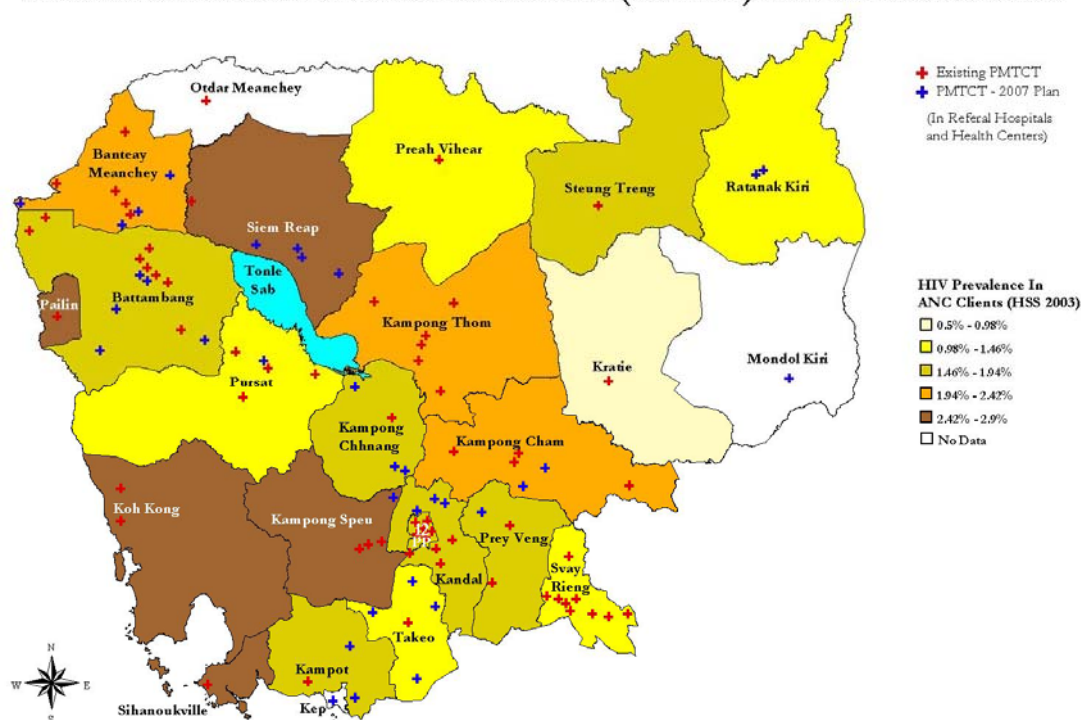 Otdar Meanchey
Banteay
Meanchey
Siem Reap
Preah Vihear
Steung Treng
Ratanak Kiri
Existing PMTCT
PMTCT - 2007 Plan
(In Referal Hospitals
and Health Centers)
Tonle
Sab
Pailin
Battambang
Pursat
Kampong Thom
Kratie
Mondol Kiri
HIV Prevalence In
ANC Clients (HSS 2003)
0.5% - 0.98%
0.98% - 1.46%
1.46% - 1.94%
1.94% - 2.42%
2.42% - 2.9%
No Data
Kampong
Chhnang
Kampong Cham
Koh Kong
Kampong Speu
12
PP
Prey Veng
Kandal
Svay
Rieng
Takeo
Kampot
Sihanoukville
Kep
N
W
E